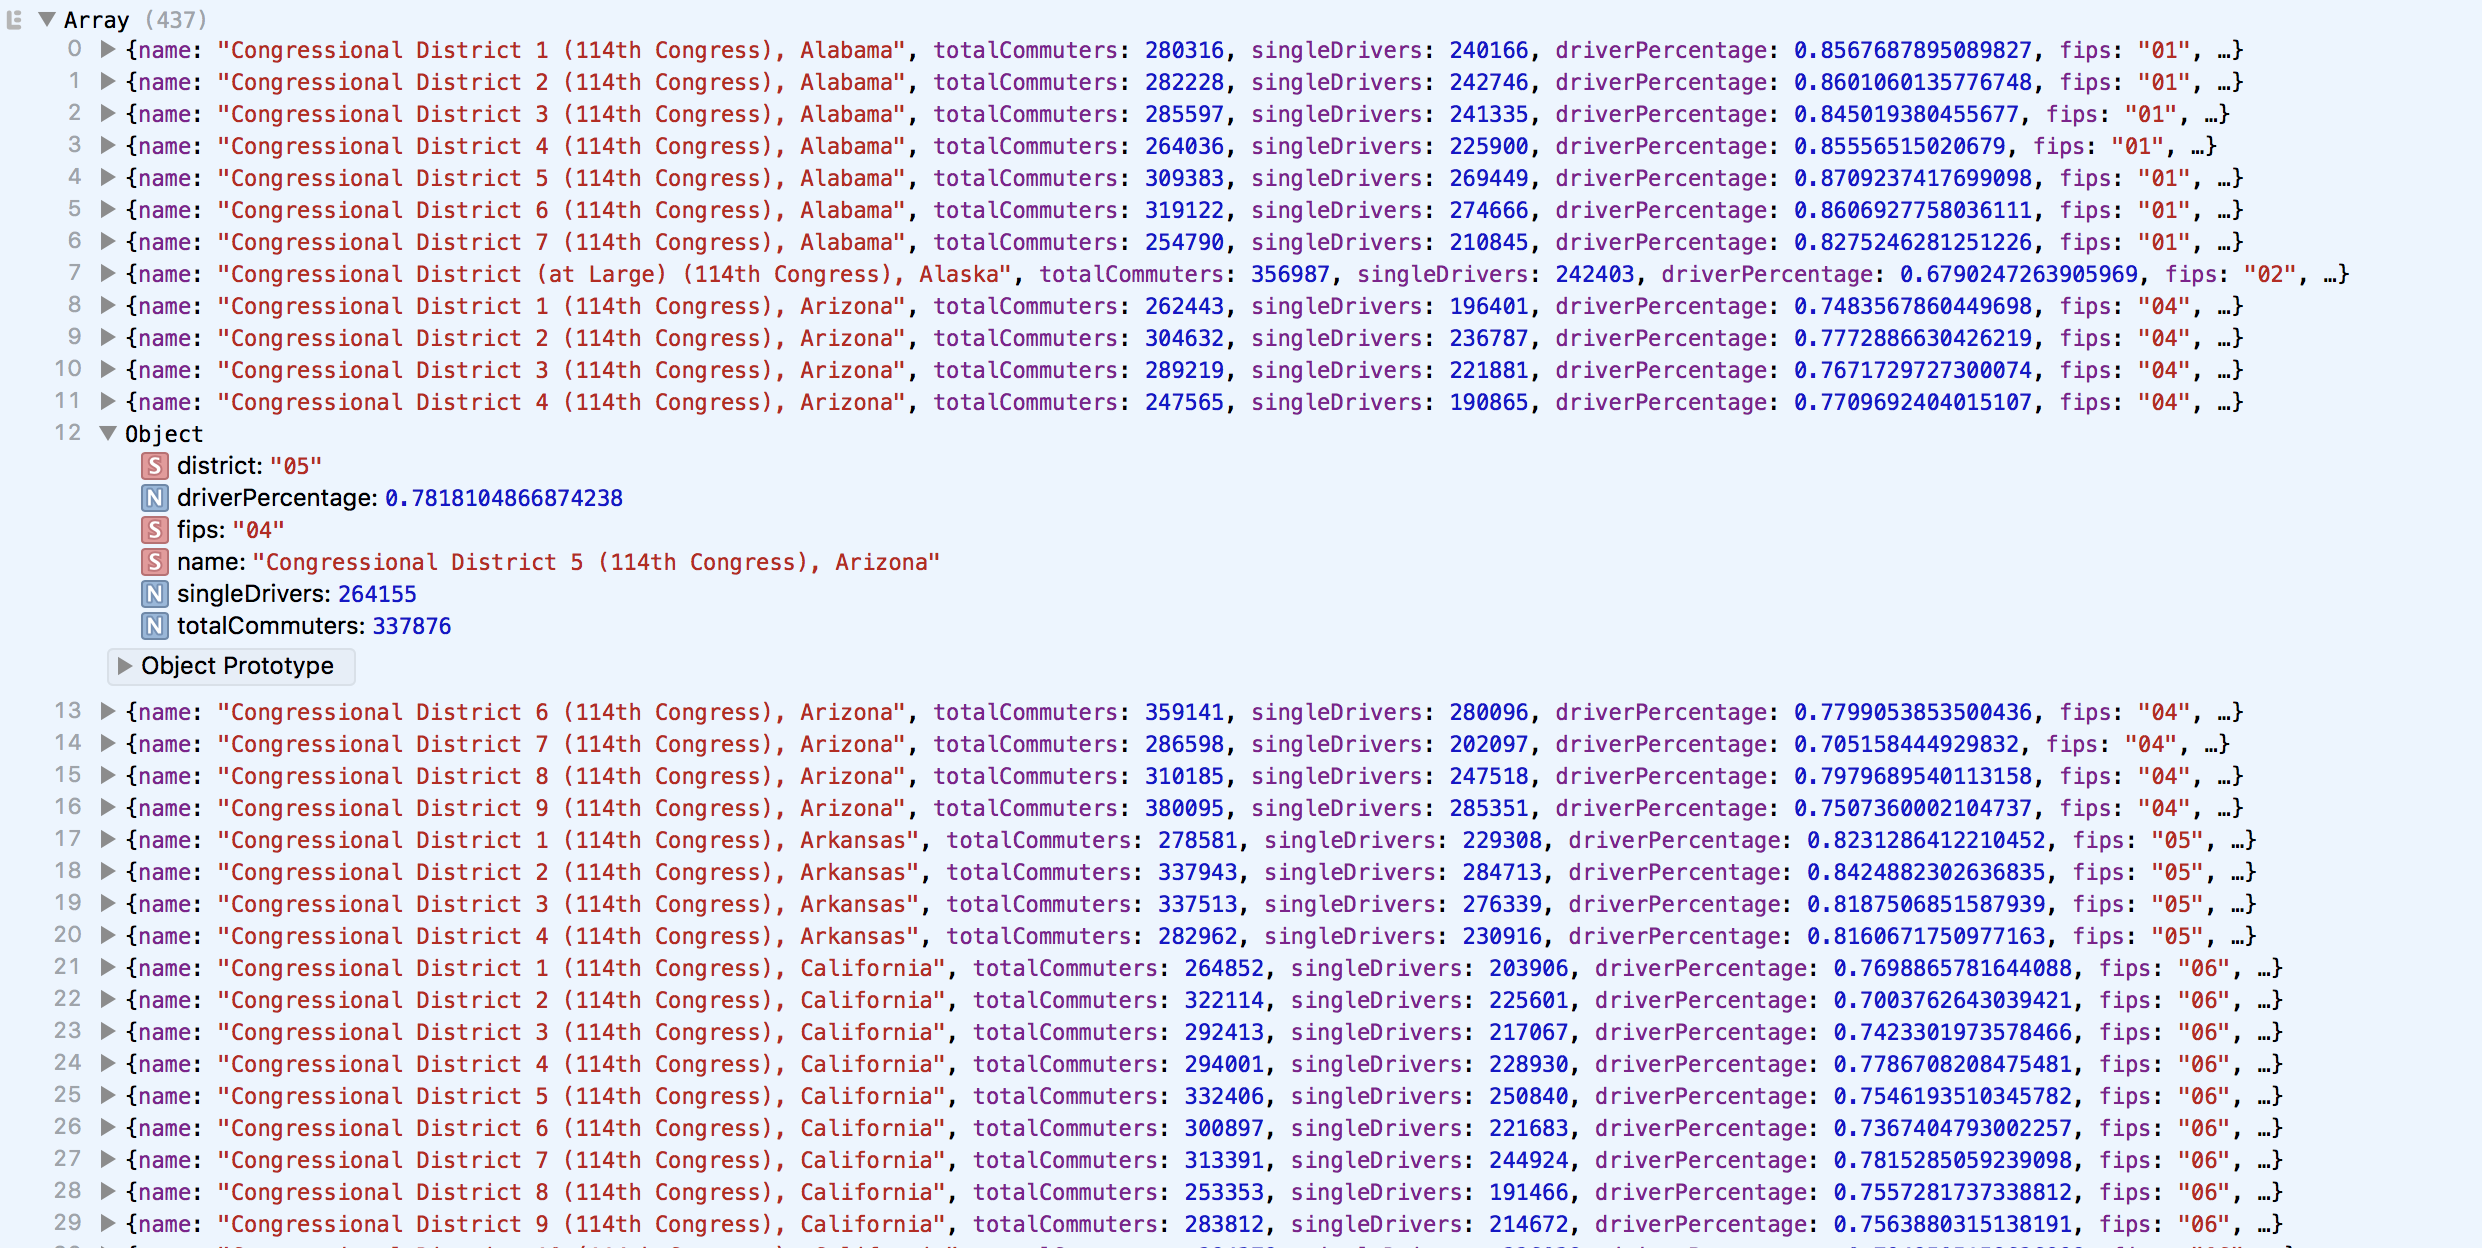 Array (437)
0 {name: "Congressional District 1 (114th Congress), Alabama", totalCommuters: 280316, singleDrivers: 240166, driverPercentage: 0.8567687895089827, fips: "01", …}
1 {name: "Congressional District 2 (114th Congress), Alabama", totalCommuters: 282228, singleDrivers: 242746, driverPercentage: 0.8601060135776748, fips: "01", …}
2 {name: "Congressional District 3 (114th Congress), Alabama", totalCommuters: 285597, singleDrivers: 241335, driverPercentage: 0.845019380455677, fips: "01", …}
3 {name: "Congressional District 4 (114th Congress), Alabama", totalCommuters: 264036, singleDrivers: 225900, driverPercentage: 0.85556515020679, fips: "01", …}
4 {name: "Congressional District 5 (114th Congress), Alabama", totalCommuters: 309383, singleDrivers: 269449, driverPercentage: 0.8709237417699098, fips: "01", …}
5 {name: "Congressional District 6 (114th Congress), Alabama", totalCommuters: 319122, singleDrivers: 274666, driverPercentage: 0.8606927758036111, fips: "01", …}
6 {name: "Congressional District 7 (114th Congress), Alabama", totalCommuters: 254790, singleDrivers: 210845, driverPercentage: 0.8275246281251226, fips: "01", …}
7 {name: "Congressional District (at Large) (114th Congress), Alaska", totalCommuters: 356987, singleDrivers: 242403, driverPercentage: 0.6790247263905969, fips: "02", …}
8 {name: "Congressional District 1 (114th Congress), Arizona", totalCommuters: 262443, singleDrivers: 196401, driverPercentage: 0.7483567860449698, fips: "04", …}
9 {name: "Congressional District 2 (114th Congress), Arizona", totalCommuters: 304632, singleDrivers: 236787, driverPercentage: 0.7772886630426219, fips: "04", …}
10 {name: "Congressional District 3 (114th Congress), Arizona", totalCommuters: 289219, singleDrivers: 221881, driverPercentage: 0.7671729727300074, fips: "04", …}
11 {name: "Congressional District 4 (114th Congress), Arizona", totalCommuters: 247565, singleDrivers: 190865, driverPercentage: 0.7709692404015107, fips: "04", …}
12 Object
S district: "05"
N driverPercentage: 0.7818104866874238
S fips: "04"
S name: "Congressional District 5 (114th Congress), Arizona"
N singleDrivers: 264155
N totalCommuters: 337876
Object Prototype
13 {name: "Congressional District 6 (114th Congress), Arizona", totalCommuters: 359141, singleDrivers: 280096, driverPercentage: 0.7799053853500436, fips: "04", …}
14 {name: "Congressional District 7 (114th Congress), Arizona", totalCommuters: 286598, singleDrivers: 202097, driverPercentage: 0.705158444929832, fips: "04", …}
15 {name: "Congressional District 8 (114th Congress), Arizona", totalCommuters: 310185, singleDrivers: 247518, driverPercentage: 0.7979689540113158, fips: "04", …}
16 {name: "Congressional District 9 (114th Congress), Arizona", totalCommuters: 380095, singleDrivers: 285351, driverPercentage: 0.7507360002104737, fips: "04", …}
17 {name: "Congressional District 1 (114th Congress), Arkansas", totalCommuters: 278581, singleDrivers: 229308, driverPercentage: 0.8231286412210452, fips: "05", …}
18 {name: "Congressional District 2 (114th Congress), Arkansas", totalCommuters: 337943, singleDrivers: 284713, driverPercentage: 0.8424882302636835, fips: "05", …}
19 {name: "Congressional District 3 (114th Congress), Arkansas", totalCommuters: 337513, singleDrivers: 276339, driverPercentage: 0.8187506851587939, fips: "05", …}
20 {name: "Congressional District 4 (114th Congress), Arkansas", totalCommuters: 282962, singleDrivers: 230916, driverPercentage: 0.8160671750977163, fips: "05", …}
21 {name: "Congressional District 1 (114th Congress), California", totalCommuters: 264852, singleDrivers: 203906, driverPercentage: 0.7698865781644088, fips: "06", …}
22 {name: "Congressional District 2 (114th Congress), California", totalCommuters: 322114, singleDrivers: 225601, driverPercentage: 0.7003762643039421, fips: "06", …}
23 {name: "Congressional District 3 (114th Congress), California", totalCommuters: 292413, singleDrivers: 217067, driverPercentage: 0.7423301973578466, fips: "06", …}
24 {name: "Congressional District 4 (114th Congress), California", totalCommuters: 294001, singleDrivers: 228930, driverPercentage: 0.7786708208475481, fips: "06", …}
25 {name: "Congressional District 5 (114th Congress), California", totalCommuters: 332406, singleDrivers: 250840, driverPercentage: 0.7546193510345782, fips: "06", …}
26 {name: "Congressional District 6 (114th Congress), California", totalCommuters: 300897, singleDrivers: 221683, driverPercentage: 0.7367404793002257, fips: "06", …}
27 {name: "Congressional District 7 (114th Congress), California", totalCommuters: 313391, singleDrivers: 244924, driverPercentage: 0.7815285059239098, fips: "06", …}
28 {name: "Congressional District 8 (114th Congress), California", totalCommuters: 253353, singleDrivers: 191466, driverPercentage: 0.7557281737338812, fips: "06", …}
29 {name: "Congressional District 9 (114th Congress), California", totalCommuters: 283812, singleDrivers: 214672, driverPercentage: 0.7563880315138191, fips: "06", …}